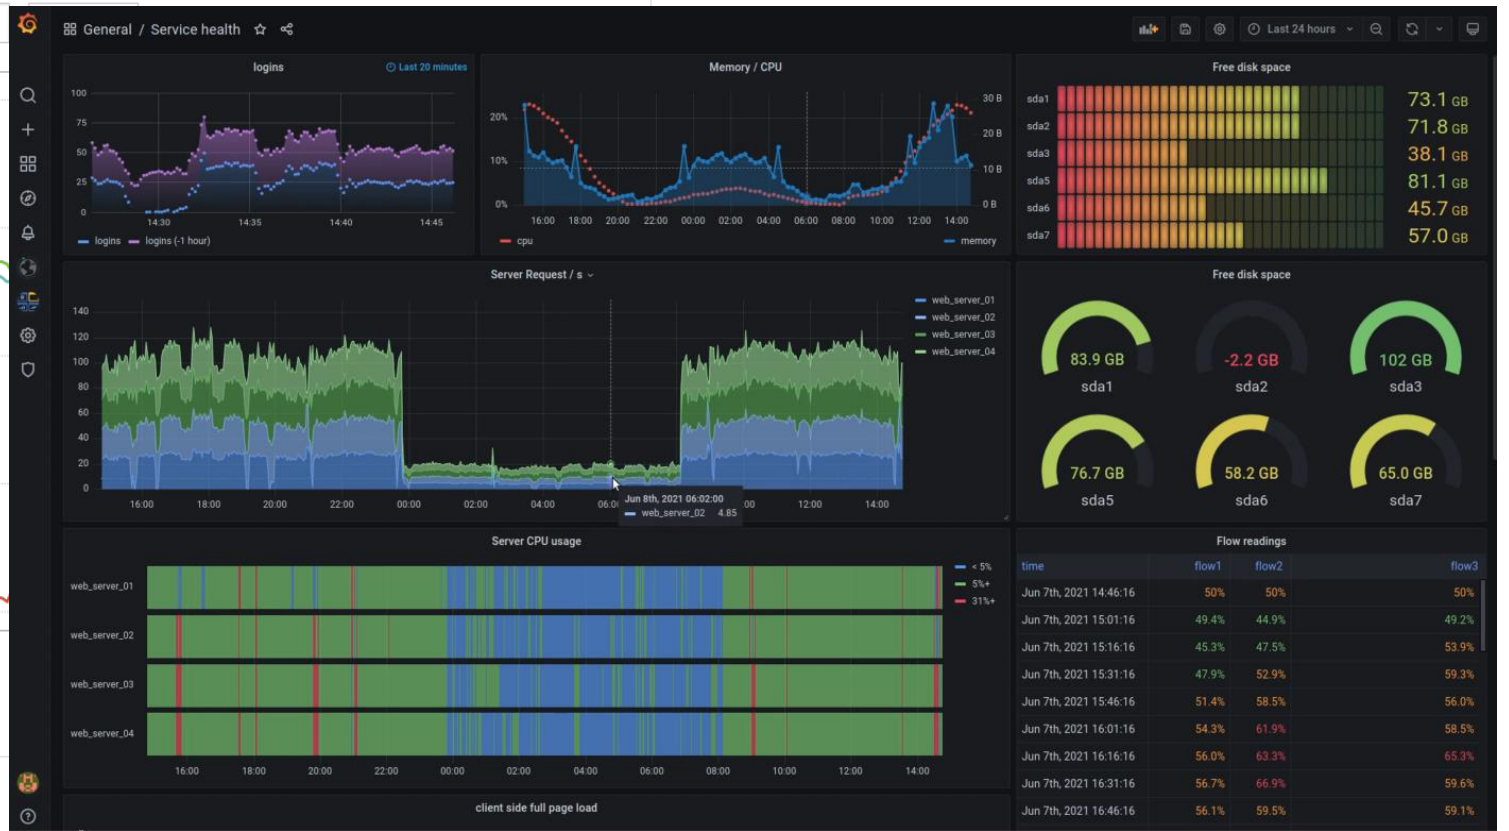 General / Service health
Last 24 hours
logins
Last 20 minutes
100
75
50
25
0
14:30 14:35 14:40 14:45
logins logins (-1 hour)
Memory / CPU
20%
10%
0%
30 B
20 B
10 B
0 B
16:00 18:00 20:00 22:00 00:00 02:00 04:00 06:00 08:00 10:00 12:00 14:00
cpu memory
Free disk space
sda1 73.1 GB
sda2 71.8 GB
sda3 38.1 GB
sda5 81.1 GB
sda6 45.7 GB
sda7 57.0 GB
Server Request / s
140
120
100
80
60
40
20
0
16:00 18:00 20:00 22:00 00:00 02:00 04:00 06:0 00 12:00 14:00
web_server_01
web_server_02
web_server_03
web_server_04
Jun 8th, 2021 06:02:00
web_server_02 4.85
Free disk space
83.9 GB -2.2 GB 102 GB
sda1 sda2 sda3
76.7 GB 58.2 GB 65.0 GB
sda5 sda6 sda7
Server CPU usage
web_server_01
web_server_02
web_server_03
web_server_04
16:00 18:00 20:00 22:00 00:00 02:00 04:00 06:00 08:00 10:00 12:00 14:00
< 5%
5%+
31%+
Flow readings
time flow1 flow2 flow3
Jun 7th, 2021 14:46:16 50% 50% 50%
Jun 7th, 2021 15:01:16 49.4% 44.9% 49.2%
Jun 7th, 2021 15:16:16 45.3% 47.5% 53.9%
Jun 7th, 2021 15:31:16 47.9% 52.9% 59.3%
Jun 7th, 2021 15:46:16 51.4% 58.5% 56.0%
Jun 7th, 2021 16:01:16 54.3% 61.9% 58.5%
Jun 7th, 2021 16:16:16 56.0% 63.3% 65.3%
Jun 7th, 2021 16:31:16 56.7% 66.9% 59.6%
Jun 7th, 2021 16:46:16 56.1% 59.5% 59.1%
client side full page load